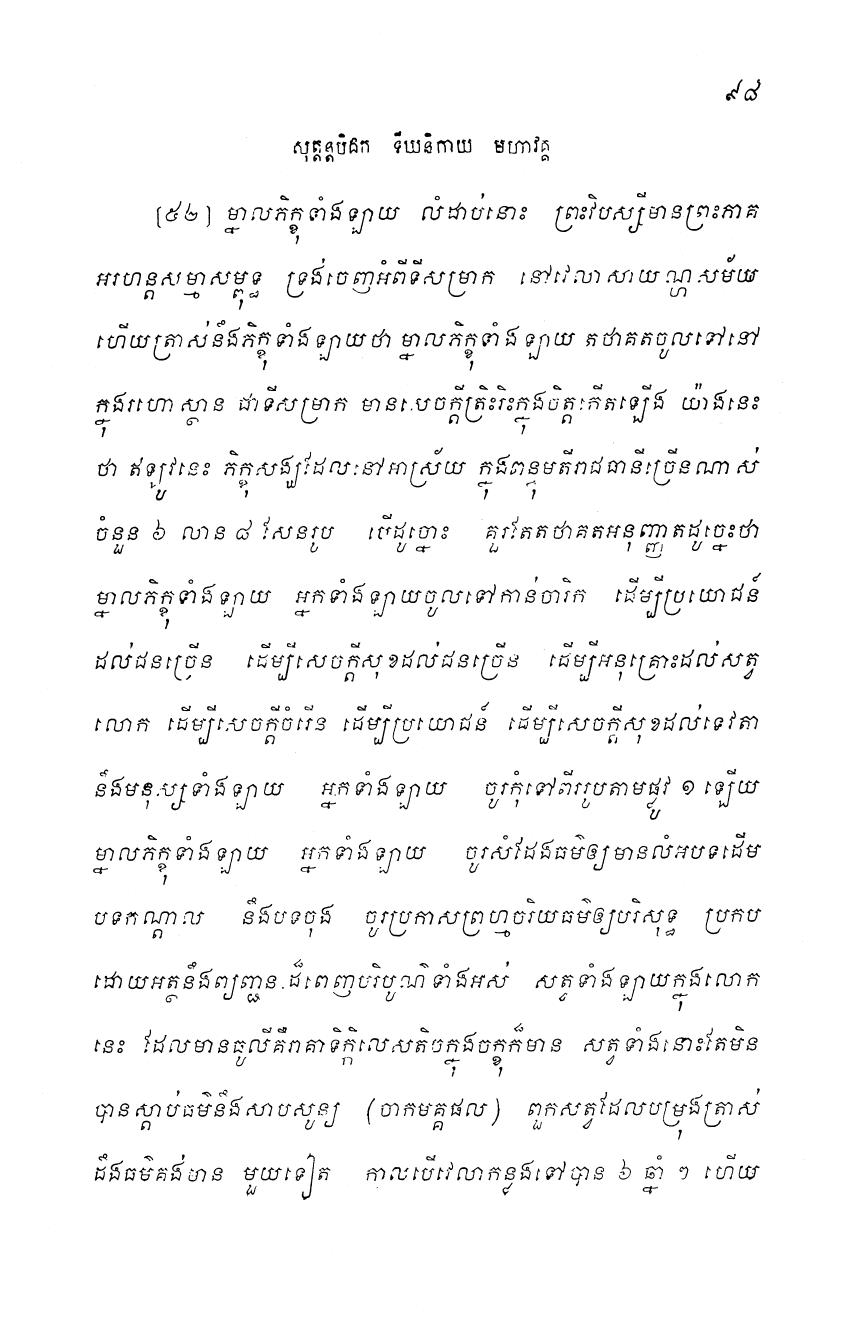 ៩៨
សុត្តន្តបិដក ទីឃនិកាយ មហាវគ្គ
[៥២] ម្នាលភិក្ខុទាំងឡាយ លំដាប់នោះ ព្រះវិបស្សីមានព្រះភាគ
អរហន្តសម្មាសម្ពុទ្ធ ទ្រង់ចេញអំពីទីសម្រាក នៅវេលាសាយណ្ហសម័យ
ហើយត្រាស់នឹងភិក្ខុទាំងឡាយថា ម្នាលភិក្ខុទាំងឡាយ តថាគតចូលទៅនៅ
ក្នុងរហោស្ថាន ជាទីសម្រាក មានសេចក្តីត្រិះរិះក្នុងចិត្តកើតឡើង យ៉ាងនេះ
ថា ឥឡូវនេះ ភិក្ខុសង្ឃដែលនៅអាស្រ័យ ក្នុងពន្ធុមតីរាជធានីច្រើនណាស់
ចំនួន ៦ លាន ៨ សែនរូប បើដូច្នោះ គួរតែតថាគតអនុញ្ញាតដូច្នេះថា
ម្នាលភិក្ខុទាំងឡាយ អ្នកទាំងឡាយចូលទៅកាន់ចារិក ដើម្បីប្រយោជន៍
ដល់ជនច្រើន ដើម្បីសេចក្តីសុខដល់ជនច្រើន ដើម្បីអនុគ្រោះដល់សត្វ
លោក ដើម្បីសេចក្តីចំរើន ដើម្បីប្រយោជន៍ ដើម្បីសេចក្តីសុខដល់ទេវតា
នឹងមនុស្សទាំងឡាយ អ្នកទាំងឡាយ ចូរកុំទៅពីររូបតាមផ្លូវ ១ ឡើយ
ម្នាលភិក្ខុទាំងឡាយ អ្នកទាំងឡាយ ចូរសំដែងធម៌ឲ្យមានលំអបទដើម
បទកណ្តាល នឹងបទចុង ចូរប្រកាសព្រហ្មចរិយធម៌ឲ្យបរិសុទ្ធ ប្រកប
ដោយអត្ថនឹងព្យញ្ជន ដ៏ពេញបរិបូណ៌ទាំងអស់ សត្វទាំងឡាយក្នុងលោក
នេះ ដែលមានធូលីគឺរាគាទិក្កិលេសតិចក្នុងចក្ខុក៏មាន សត្វទាំងនោះតែមិន
បានស្តាប់ធម៌នឹងសាបសូន្យ (ចាកមគ្គផល) ពួកសត្វដែលបម្រុងត្រាស់
ដឹងធម៌គង់មាន មួយទៀត កាលបើវេលាកន្លងទៅបាន ៦ ឆ្នាំ ៗ ហើយ